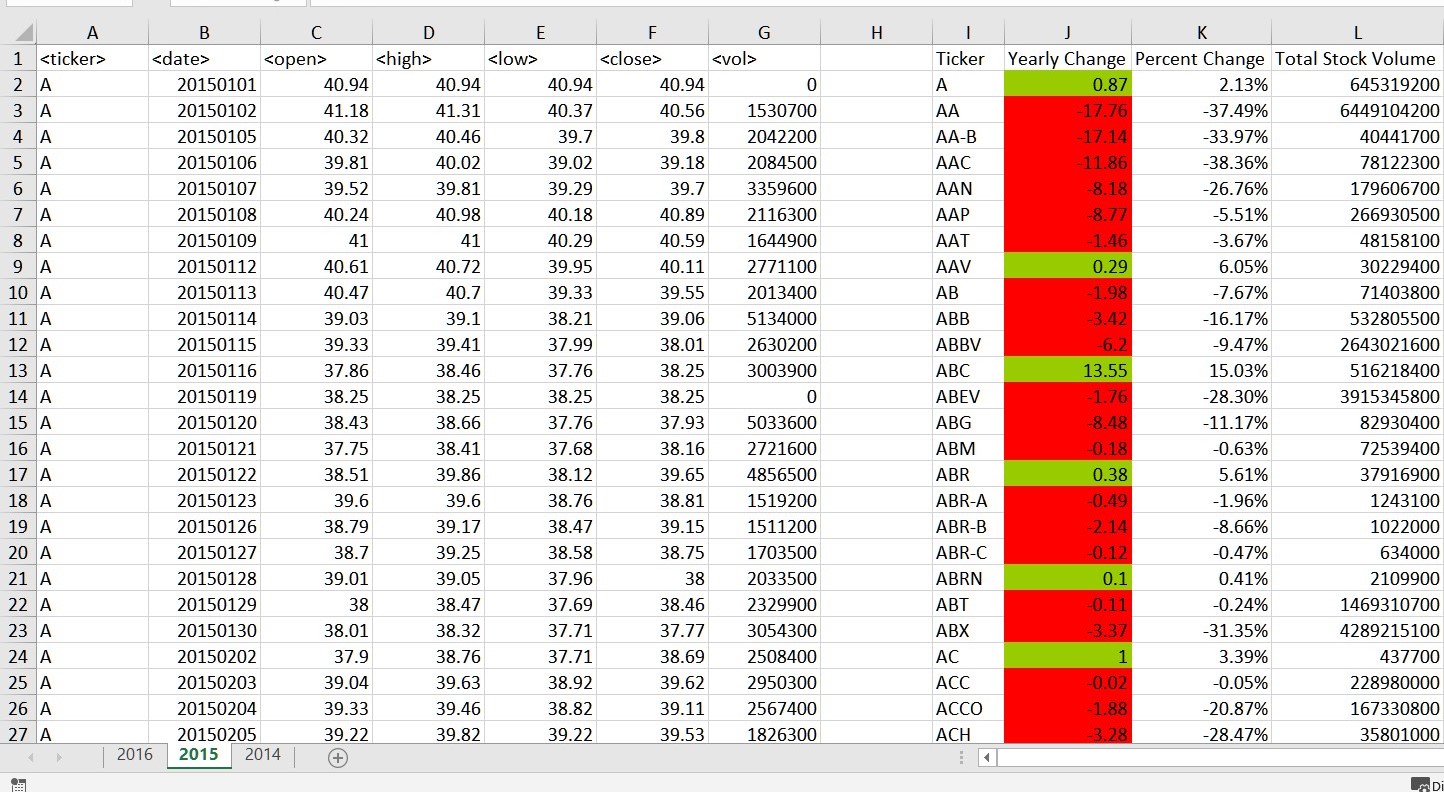 A B C D E F G H I J K L
1 <ticker> <date> <open> <high> <low> <close> <vol> Ticker Yearly Change Percent Change Total Stock Volume
2 A 20150101 40.94 40.94 40.94 40.94 0 A 0.87 2.13% 645319200
3 A 20150102 41.18 41.31 40.37 40.56 1530700 AA -17.76 -37.49% 6449104200
4 A 20150105 40.32 40.46 39.7 39.8 2042200 AA-B -17.14 -33.97% 40441700
5 A 20150106 39.81 40.02 39.02 39.18 2084500 AAC -11.86 -38.36% 78122300
6 A 20150107 39.52 39.81 39.29 39.7 3359600 AAN -8.18 -26.76% 179606700
7 A 20150108 40.24 40.98 40.18 40.89 2116300 AAP -8.77 -5.51% 266930500
8 A 20150109 41 41 40.29 40.59 1644900 AAT -1.46 -3.67% 48158100
9 A 20150112 40.61 40.72 39.95 40.11 2771100 AAV 0.29 6.05% 30229400
10 A 20150113 40.47 40.7 39.33 39.55 2013400 AB -1.98 -7.67% 71403800
11 A 20150114 39.03 39.1 38.21 39.06 5134000 ABB -3.42 -16.17% 532805500
12 A 20150115 39.33 39.41 37.99 38.01 2630200 ABBV -6.2 -9.47% 2643021600
13 A 20150116 37.86 38.46 37.76 38.25 3003900 ABC 13.55 15.03% 516218400
14 A 20150119 38.25 38.25 38.25 38.25 0 ABEV -1.76 -28.30% 3915345800
15 A 20150120 38.43 38.66 37.76 37.93 5033600 ABG -8.48 -11.17% 82930400
16 A 20150121 37.75 38.41 37.68 38.16 2721600 ABM -0.18 -0.63% 72539400
17 A 20150122 38.51 39.86 38.12 39.65 4856500 ABR 0.38 5.61% 37916900
18 A 20150123 39.6 39.6 38.76 38.81 1519200 ABR-A -0.49 -1.96% 1243100
19 A 20150126 38.79 39.17 38.47 39.15 1511200 ABR-B -2.14 -8.66% 1022000
20 A 20150127 38.7 39.25 38.58 38.75 1703500 ABR-C -0.12 -0.47% 634000
21 A 20150128 39.01 39.05 37.96 38 2033500 ABRN 0.1 0.41% 2109900
22 A 20150129 38 38.47 37.69 38.46 2329900 ABT -0.11 -0.24% 1469310700
23 A 20150130 38.01 38.32 37.71 37.77 3054300 ABX -3.37 -31.35% 4289215100
24 A 20150202 37.9 38.76 37.71 38.69 2508400 AC 1 3.39% 437700
25 A 20150203 39.04 39.63 38.92 39.62 2950300 ACC -0.02 -0.05% 228980000
26 A 20150204 39.33 39.46 38.82 39.11 2567400 ACCO -1.88 -20.87% 167330800
27 A 20150205 39.22 39.82 39.22 39.53 1826300 ACH -3.28 -28.47% 35801000
2016 2015 2014
Di